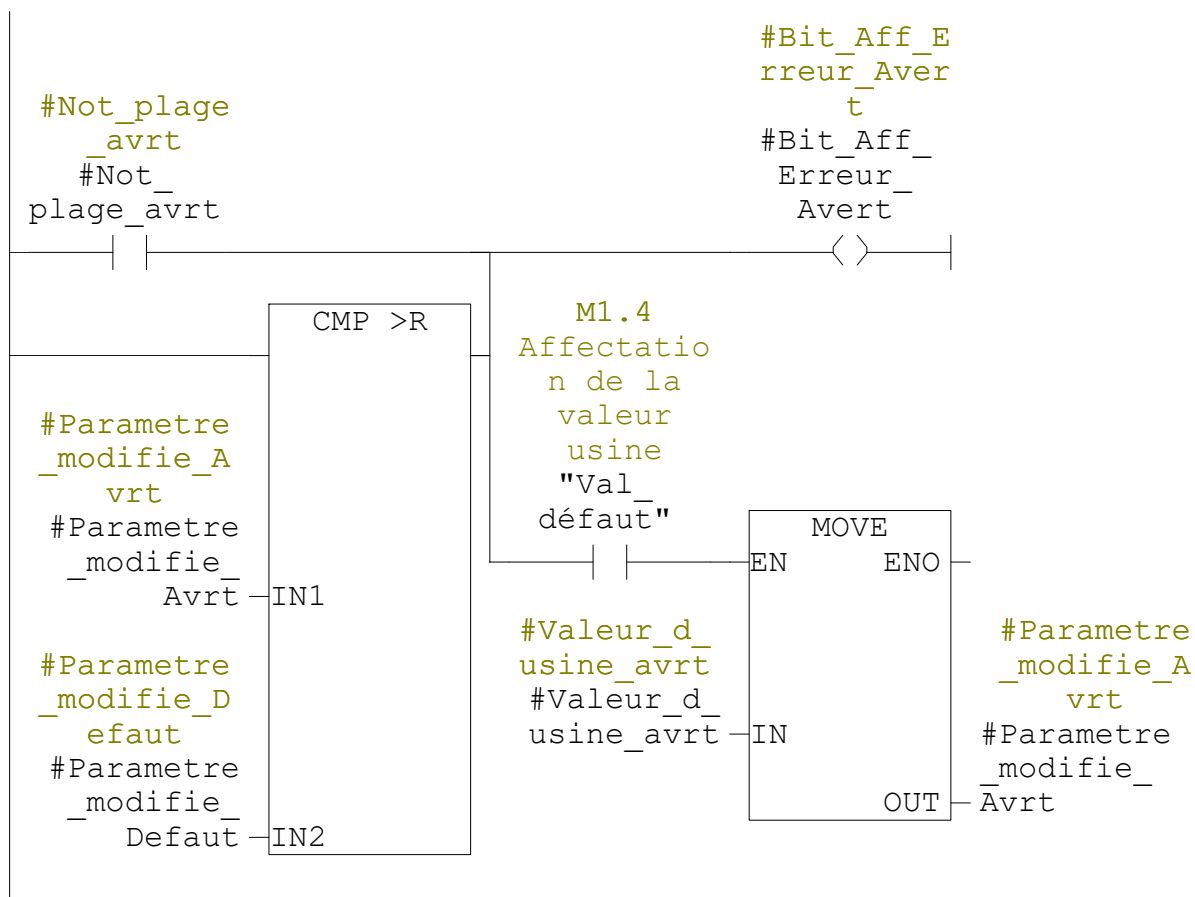 #Bit_Aff_E
rreur_Aver
t
#Bit_Aff_
Erreur_
Avert
#Not_plage
_avrt
#Not_
plage_avrt
CMP >R
M1.4
Affectatio
n de la
valeur
usine
"Val_
défaut"
#Parametre
_modifie_A
vrt
#Parametre
_modifie_
Avrt
IN1
MOVE
EN
ENO
#Parametre
_modifie_D
efaut
#Parametre
_modifie_
Defaut
IN2
#Valeur_d_
usine_avrt
#Valeur_d_
usine_avrt
IN
#Parametre
_modifie_A
vrt
#Parametre
_modifie_
Avrt
OUT